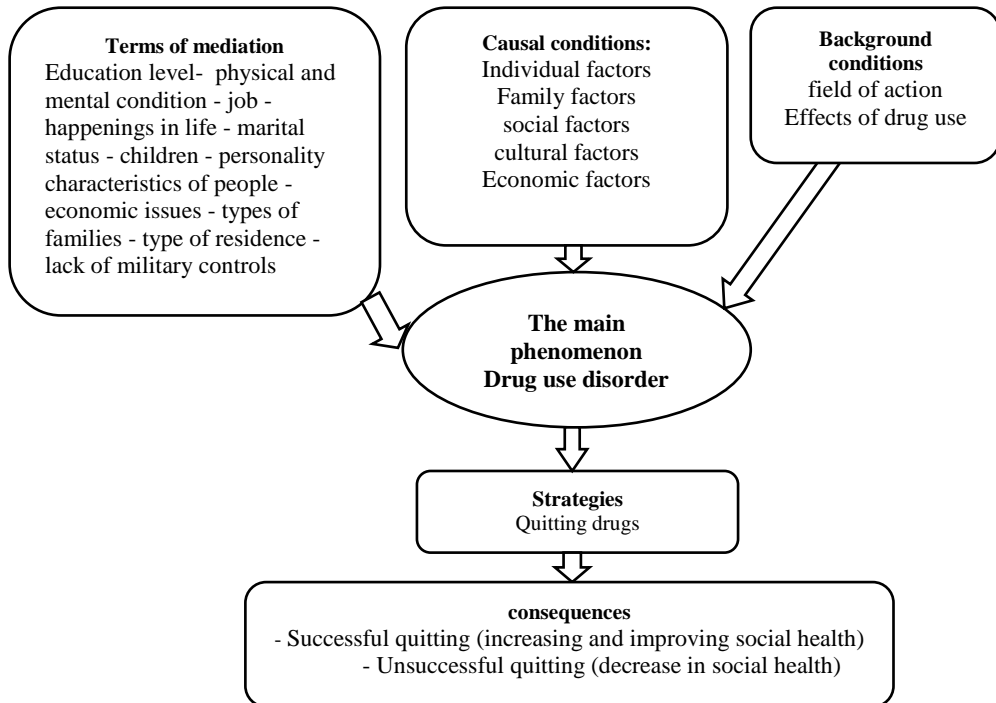 Terms of mediation
Education level-  physical and
mental condition - job -
happenings in life - marital
status - children - personality
characteristics of people -
economic issues - types of
families - type of residence -
lack of military controls
Causal conditions:
Individual factors
Family factors
social factors
cultural factors
Economic factors
Background
conditions
field of action
Effects of drug use
The main
phenomenon
Drug use disorder
Strategies
Quitting drugs
consequences
- Successful quitting (increasing and improving social health)
- Unsuccessful quitting (decrease in social health)